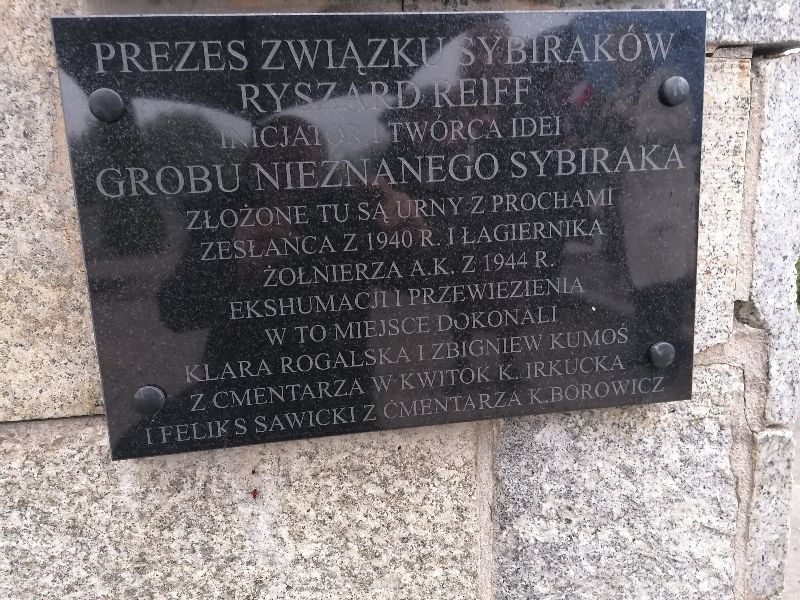 PREZES ZWIĄZKU SYBIRAKÓW
RYSZARD REIFF
INICJATOR I TWÓRCA IDEI
GROBU NIEZNANEGO SYBIRAKA
ZŁOŻONE TU SĄ URNY Z PROCHAMI
ZESŁAŃCA Z 1940 R. I ŁAGIERNIKA
ŻOŁNIERZA A.K. Z 1944 R.
EKSHUMACJI I PRZEWIEZIENIA
W TO MIEJSCE DOKONALI
KLARA ROGALSKA I ZBIGNIEW KUMOŚ
Z CMENTARZA W KWITOK K. IRKUCKA
I FELIKS SAWICKI Z CMENTARZA K.BOROWICZ